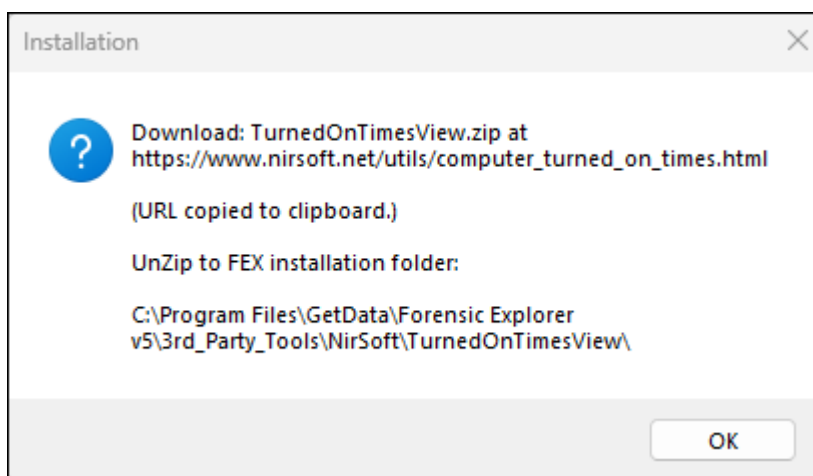 Installation
Download: TurnedOnTimesView.zip at
https://www.nirsoft.net/utils/computer_turned_on_times.html
(URL copied to clipboard.)
UnZip to FEX installation folder:
C:\Program Files\GetData\Forensic Explorer
v5\3rd_Party_Tools\NirSoft\TurnedOnTimesView\
OK